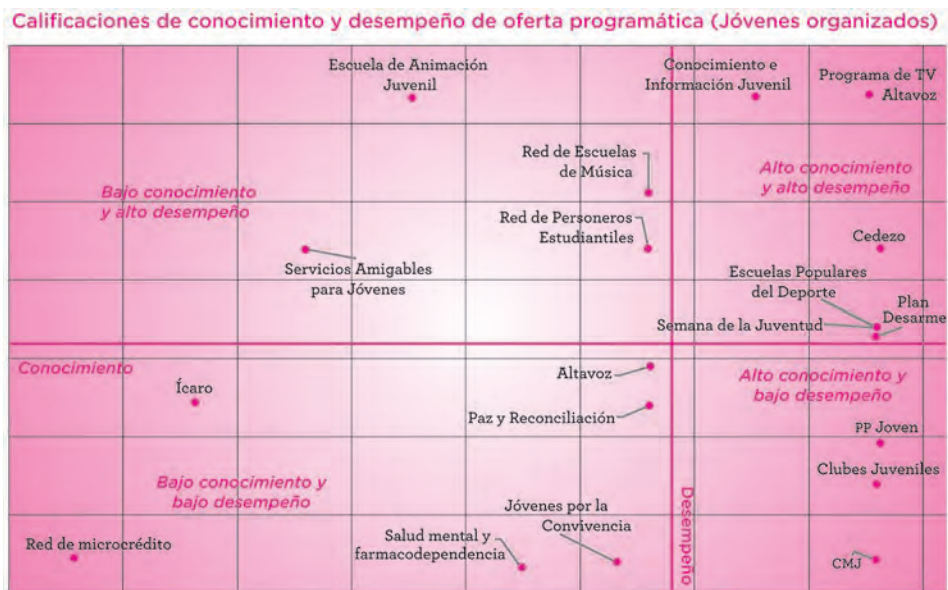 Calificaciones de conocimiento y desempeño de oferta programática (Jóvenes organizados)
Escuela de Animación
Juvenil
Conocimiento e
Información Juvenil
Programa de TV
Altavoz
Red de Escuelas
de Música
Bajo conocimiento
y alto desempeño
Alto conocimiento
y alto desempeño
Red de Personeros
Estudiantiles
Servicios Amigables
para Jóvenes
Cedezo
Escuelas Populares
del Deporte
Plan
Desarme
Semana de la Juventud
Conocimiento
Ícaro
Altavoz
Paz y Reconciliación
Alto conocimiento y
bajo desempeño
PP Joven
Clubes Juveniles
Bajo conocimiento y
bajo desempeño
Desempeño
Jóvenes por la
Convivencia
Salud mental y
farmacodependencia
Red de microcrédito
CMJ